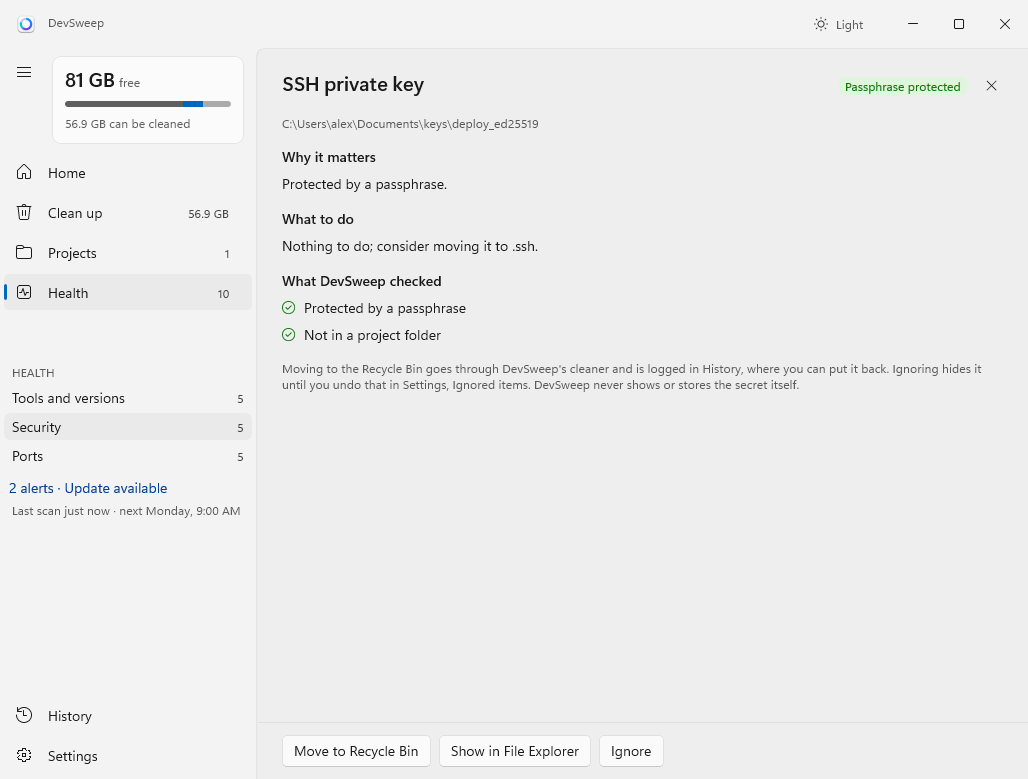 DevSweep
Light
81 GB free
56.9 GB can be cleaned
Home
Clean up 56.9 GB
Projects 1
Health 10
HEALTH
Tools and versions 5
Security 5
Ports 5
2 alerts · Update available
Last scan just now · next Monday, 9:00 AM
History
Settings
SSH private key
Passphrase protected
C:\Users\alex\Documents\keys\deploy_ed25519
Why it matters
Protected by a passphrase.
What to do
Nothing to do; consider moving it to .ssh.
What DevSweep checked
Protected by a passphrase
Not in a project folder
Moving to the Recycle Bin goes through DevSweep's cleaner and is logged in History, where you can put it back. Ignoring hides it
until you undo that in Settings, Ignored items. DevSweep never shows or stores the secret itself.
Move to Recycle Bin
Show in File Explorer
Ignore